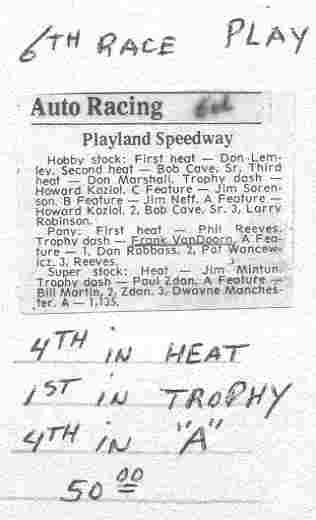 6TH RACE PLAY
Auto Racing
Playland Speedway
Hobby stock: First heat — Don Lem-
ley. Second heat — Bob Cave, Sr. Third
heat — Don Marshall. Trophy dash —
Howard Koziol. C Feature — Jim Soren-
son. B Feature — Jim Neff. A Feature —
Howard Koziol, 2, Bob Cave, Sr. 3, Larry
Robinson.
Pony: First heat — Phil Reeves.
Trophy dash — Frank VanDoorn. A Fea-
ture — 1, Dan Robbass. 2, Pat Wancew-
icz. 3, Reeves.
Super stock: Heat — Jim Mintun.
Trophy dash — Paul Zdan. A Feature —
Bill Martin, 2, Zdan. 3, Dwayne Manches-
ter. A — 1,135.
4TH IN HEAT
1ST IN TROPHY
4TH IN "A"
50 00